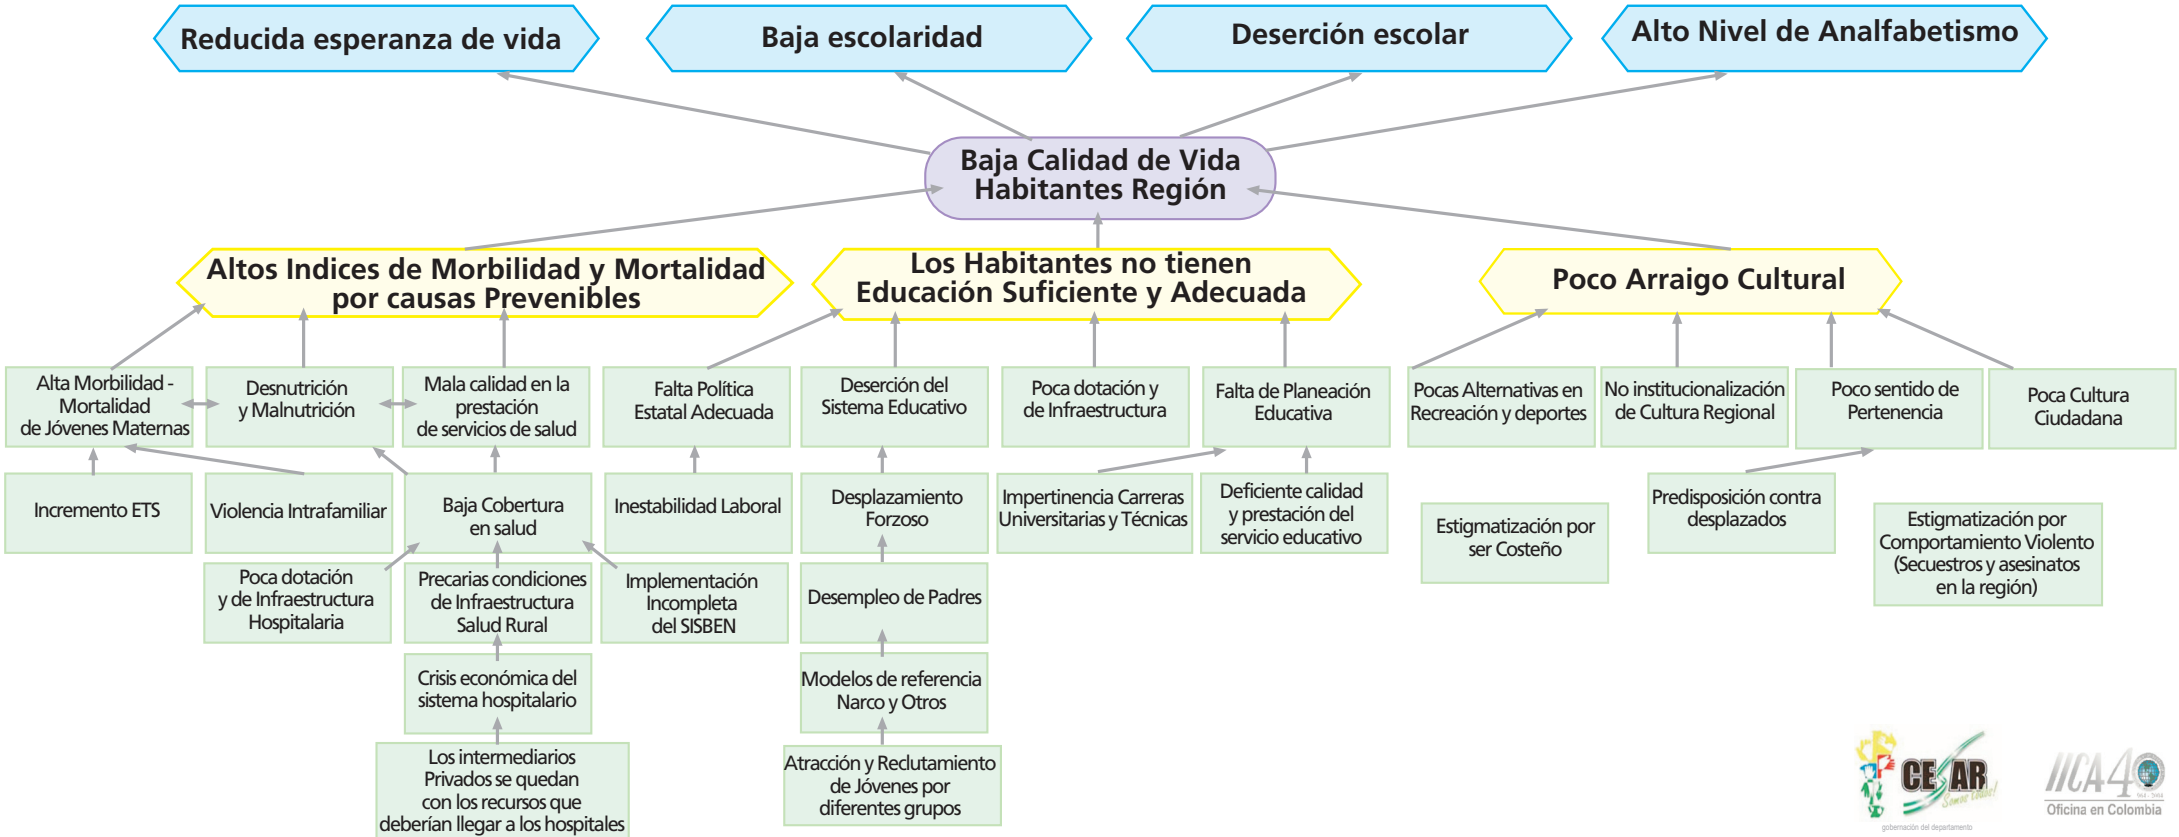 Reducida esperanza de vida
Baja escolaridad
Deserción escolar
Alto Nivel de Analfabetismo
Baja Calidad de Vida
Habitantes Región
Altos Indices de Morbilidad y Mortalidad
por causas Prevenibles
Los Habitantes no tienen
Educación Suficiente y Adecuada
Poco Arraigo Cultural
Alta Morbilidad -
Mortalidad
de Jóvenes Maternas
Desnutrición
y Malnutrición
Mala calidad en la
prestación
de servicios de salud
Falta Política
Estatal Adecuada
Deserción del
Sistema Educativo
Poca dotación y
de Infraestructura
Falta de Planeación
Educativa
Pocas Alternativas en
Recreación y deportes
No institucionalización
de Cultura Regional
Poco sentido de
Pertenencia
Poca Cultura
Ciudadana
Incremento ETS
Violencia Intrafamiliar
Baja Cobertura
en salud
Inestabilidad Laboral
Desplazamiento
Forzoso
Impertinencia Carreras
Universitarias y Técnicas
Deficiente calidad
y prestación del
servicio educativo
Estigmatización por
ser Costeño
Predisposición contra
desplazados
Estigmatización por
Comportamiento Violento
(Secuestros y asesinatos
en la región)
Poca dotación
y de Infraestructura
Hospitalaria
Precarias condiciones
de Infraestructura
Salud Rural
Implementación
Incompleta
del SISBEN
Desempleo de Padres
Crisis económica del
sistema hospitalario
Modelos de referencia
Narco y Otros
Los intermediarios
Privados se quedan
con los recursos que
deberían llegar a los hospitales
Atracción y Reclutamiento
de Jóvenes por
diferentes grupos
CESAR
Somos todos!
gobernación del departamento
IICA 40
Oficina en Colombia